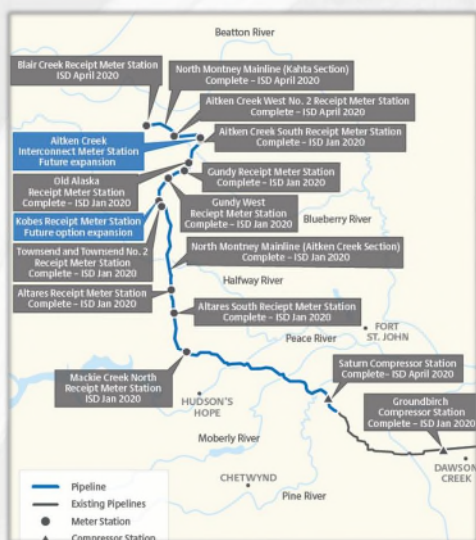 Beatton River
Blair Creek Receipt Meter Station
ISD April 2020
North Montney Mainline (Kahta Section)
Complete – ISD April 2020
Aitken Creek West No. 2 Receipt Meter Station
Complete – ISD April 2020
Aitken Creek
Interconnect Meter Station
Future expansion
Aitken Creek South Receipt Meter Station
Complete – ISD Jan 2020
Old Alaska
Receipt Meter Station
Complete – ISD Jan 2020
Gundy Receipt Meter Station
Complete – ISD Jan 2020
Kobes Receipt Meter Station
Future option expansion
Gundy West
Reciept Meter Station
Complete – ISD Jan 2020
Blueberry River
Townsend and Townsend No. 2
Receipt Meter Station
Complete – ISD Jan 2020
North Montney Mainline (Aitken Creek Section)
Complete – ISD Jan 2020
Halfway River
Altares Receipt Meter Station
Complete – ISD Jan 2020
Altares South Reciept Meter Station
Complete – ISD Jan 2020
Peace River
FORT
ST. JOHN
Mackie Creek North
Receipt Meter Station
ISD Jan 2020
Saturn Compressor Station
Complete– ISD April 2020
HUDSON'S
HOPE
Groundbirch
Compressor Station
Complete – ISD Jan 2020
Moberly River
DAWSON
CREEK
CHETWYND
Pine River
Pipeline
Existing Pipelines
Meter Station
Compressor Station